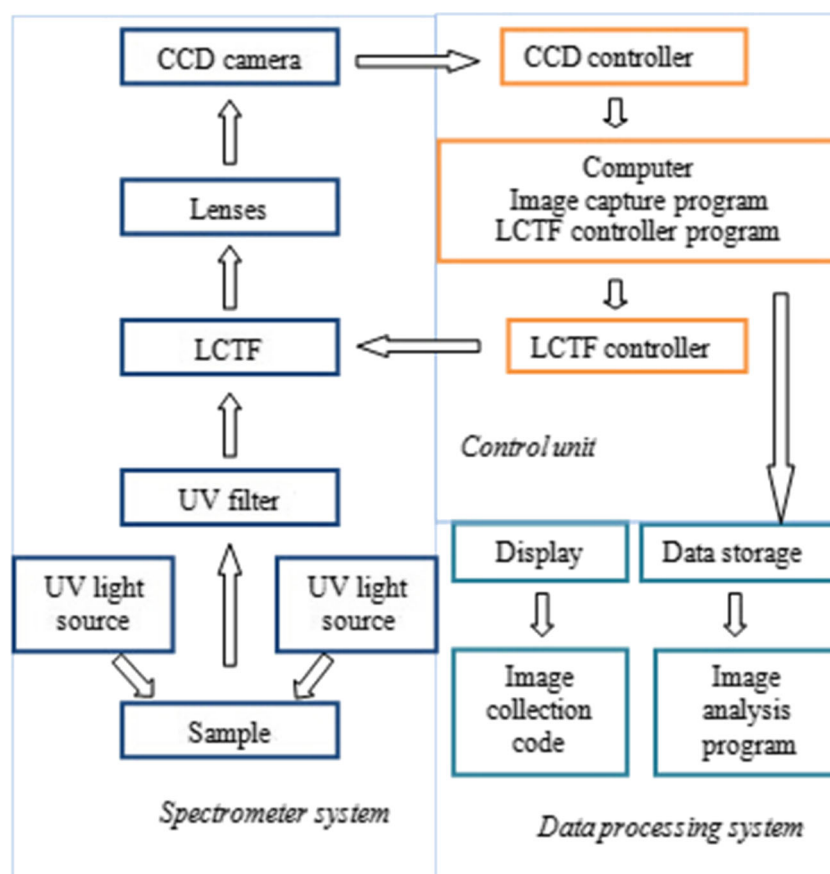 CCD camera
Lenses
LCTF
UV filter
UV light
source
UV light
source
Sample
Spectrometer system
CCD controller
Computer
Image capture program
LCTF controller program
LCTF controller
Control unit
Display
Data storage
Image
collection
code
Image
analysis
program
Data processing system